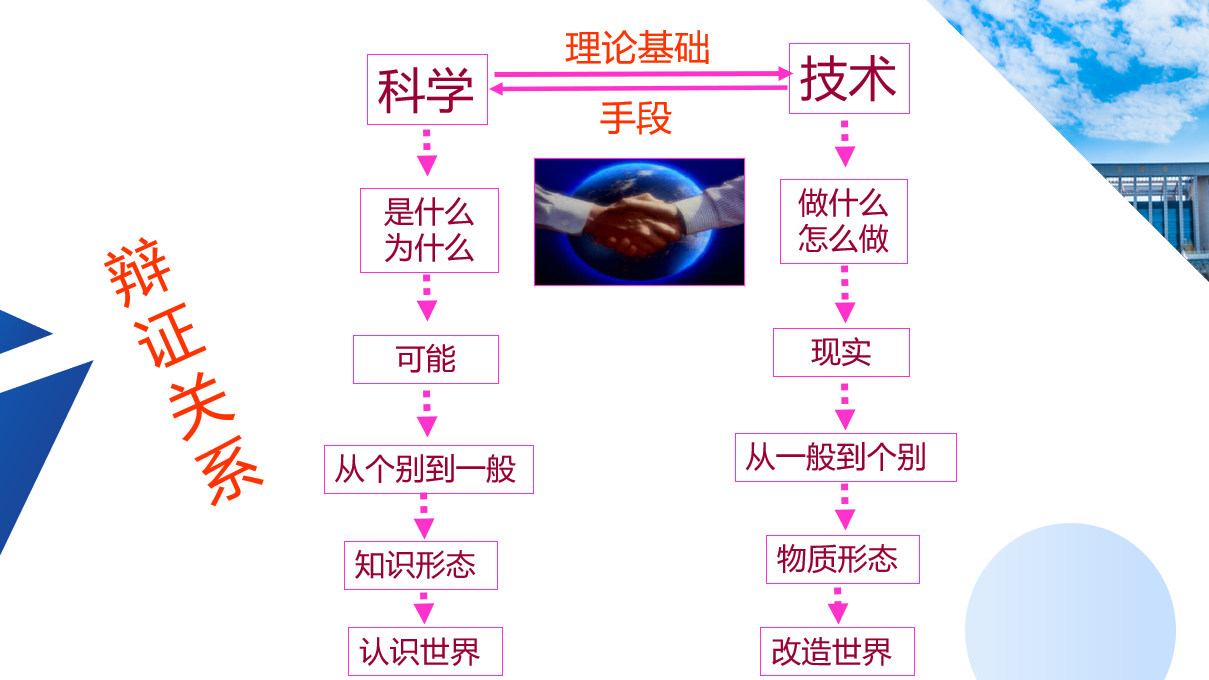 理论基础
科学
技术
手段
是什么
为什么
做什么
怎么做
辩证关系
可能
现实
从个别到一般
从一般到个别
知识形态
物质形态
认识世界
改造世界